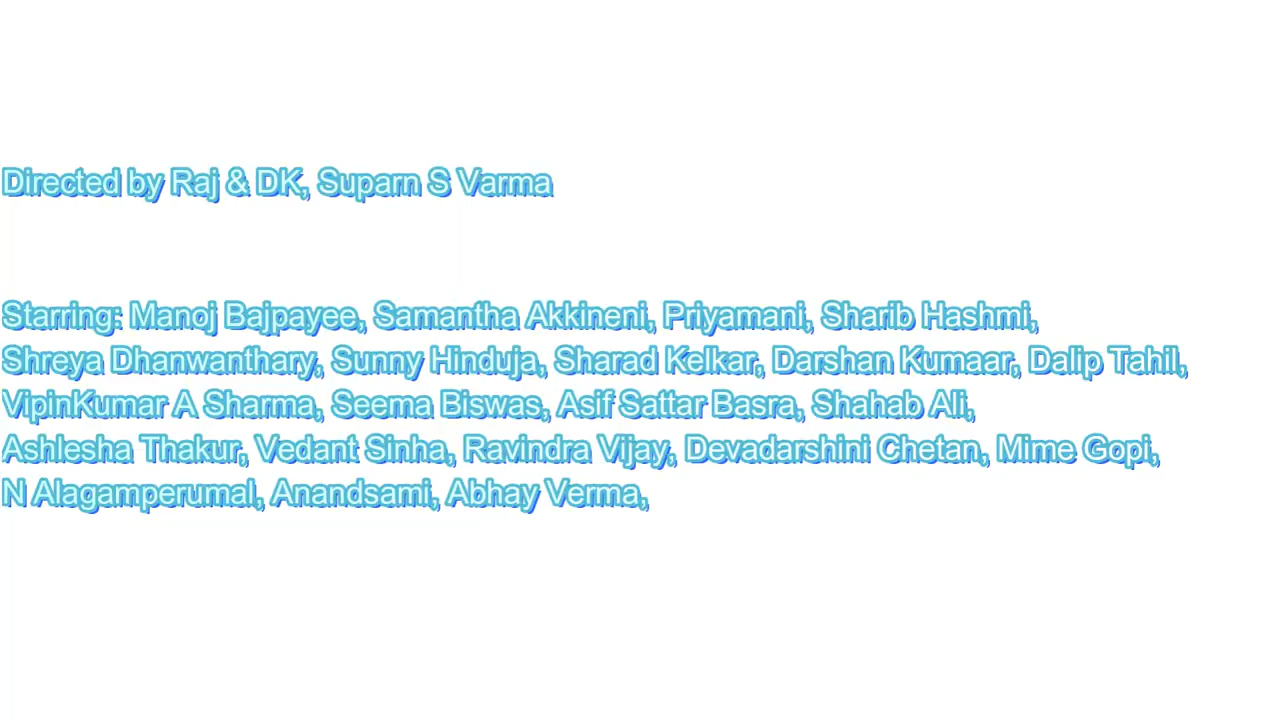 Directed by Raj & DK, Suparn S Varma
Starring: Manoj Bajpayee, Samantha Akkineni, Priyamani, Sharib Hashmi,
Shreya Dhanwanthary, Sunny Hinduja, Sharad Kelkar, Darshan Kumaar, Dalip Tahil,
VipinKumar A Sharma, Seema Biswas, Asif Sattar Basra, Shahab Ali,
Ashlesha Thakur, Vedant Sinha, Ravindra Vijay, Devadarshini Chetan, Mime Gopi,
N Alagamperumal, Anandsami, Abhay Verma,